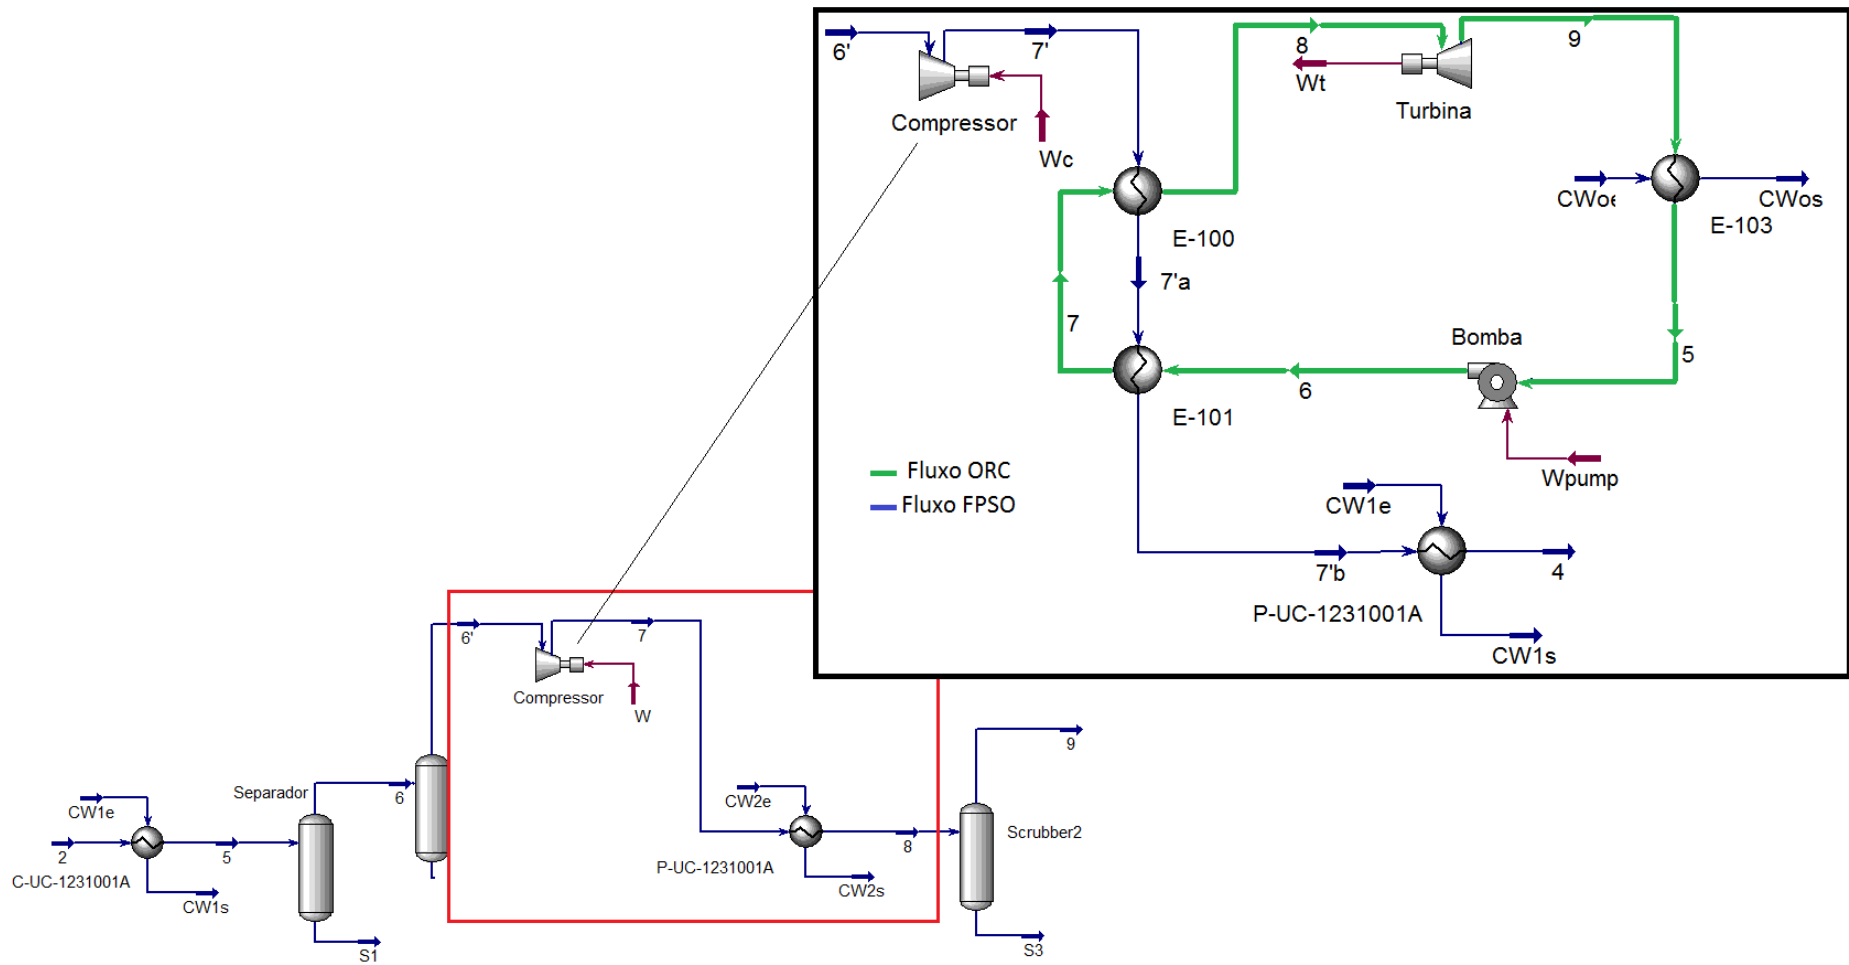 6'
7'
8
9
Wt
Turbina
Compressor
Wc
CWoe
CWos
E-103
E-100
7'a
7
Bomba
5
6
E-101
Fluxo ORC
Fluxo FPSO
Wpump
CW1e
7'b
4
P-UC-1231001A
CW1s
6'
7
Compressor
W
9
Separador
6
CW1e
CW2e
2
5
8
Scrubber2
C-UC-1231001A
P-UC-1231001A
CW1s
CW2s
S1
S3